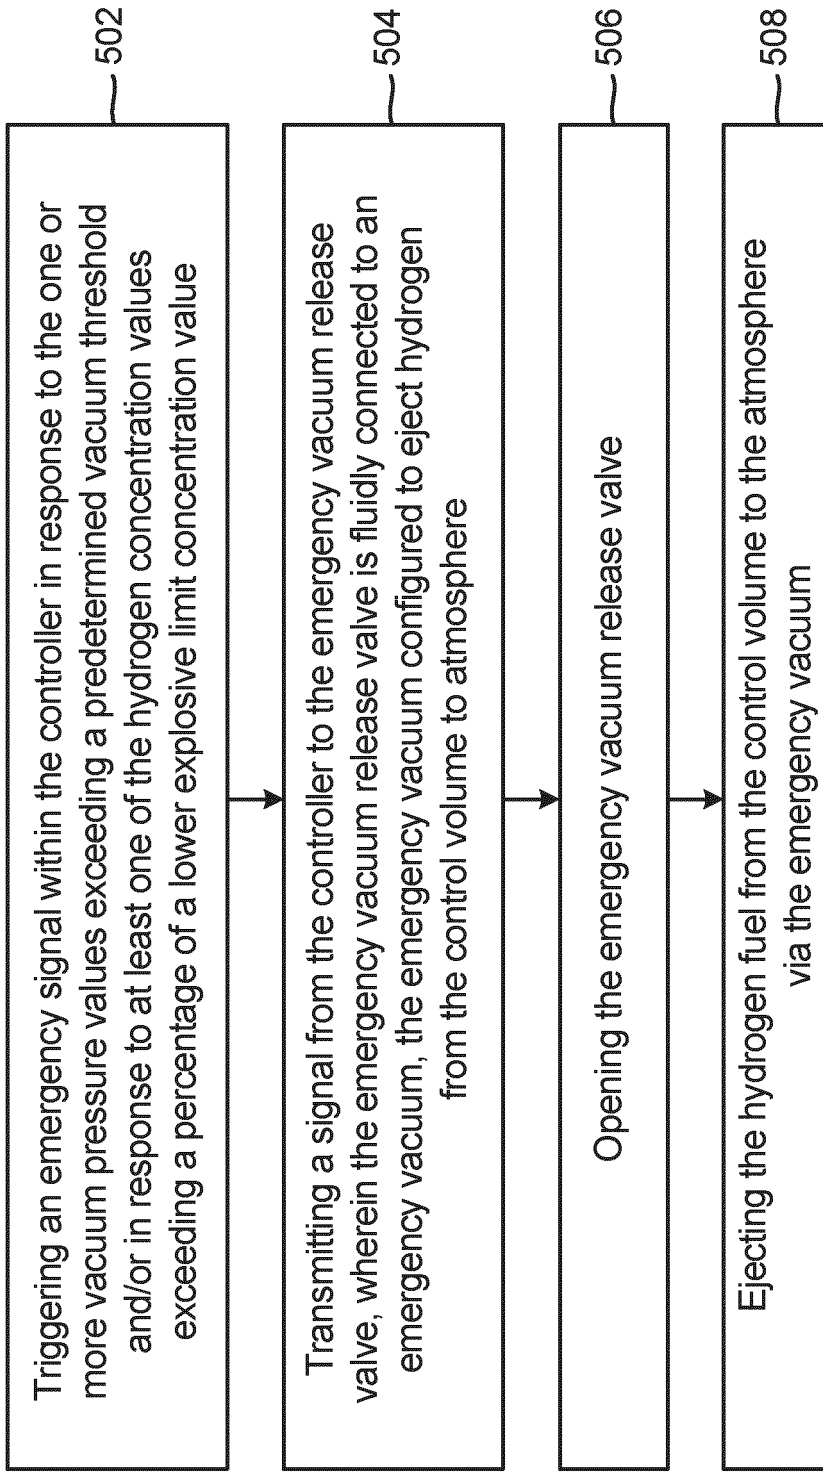 Triggering an emergency signal within the controller in response to the one or
more vacuum pressure values exceeding a predetermined vacuum threshold
and/or in response to at least one of the hydrogen concentration values
exceeding a percentage of a lower explosive limit concentration value
502
Transmitting a signal from the controller to the emergency vacuum release
valve, wherein the emergency vacuum release valve is fluidly connected to an
emergency vacuum, the emergency vacuum configured to eject hydrogen
from the control volume to atmosphere
504
Opening the emergency vacuum release valve
506
Ejecting the hydrogen fuel from the control volume to the atmosphere
via the emergency vacuum
508